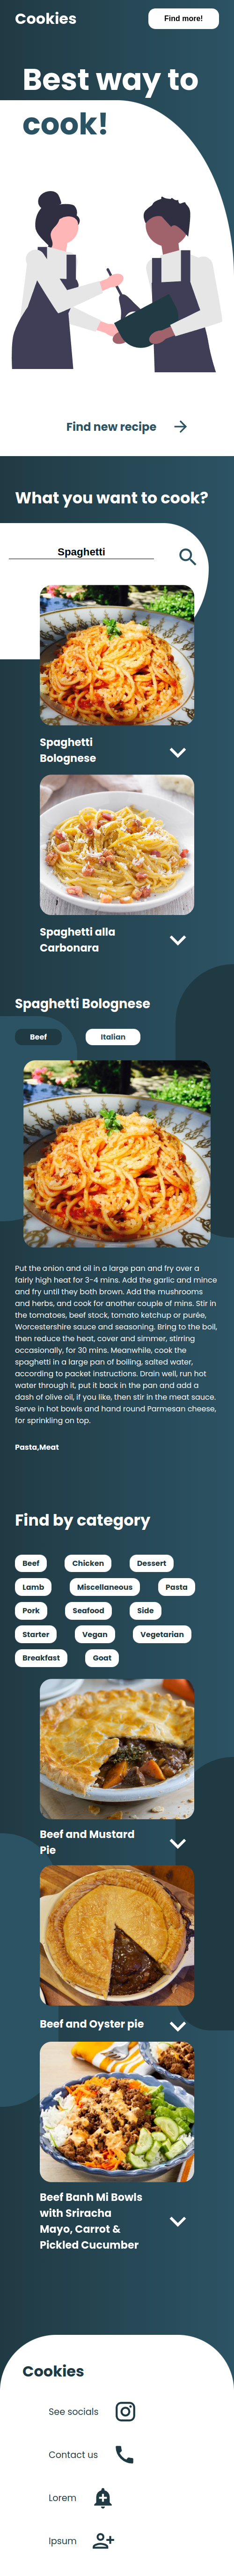 Cookies
Find more!
Best way to
cook!
Find new recipe
What you want to cook?
Spaghetti
Spaghetti
Bolognese
Spaghetti alla
Carbonara
Spaghetti Bolognese
Beef
Italian
Put the onion and oil in a large pan and fry over a
fairly high heat for 3-4 mins. Add the garlic and mince
and fry until they both brown. Add the mushrooms
and herbs, and cook for another couple of mins. Stir in
the tomatoes, beef stock, tomato ketchup or purée,
Worcestershire sauce and seasoning. Bring to the boil,
then reduce the heat, cover and simmer, stirring
occasionally, for 30 mins. Meanwhile, cook the
spaghetti in a large pan of boiling, salted water,
according to packet instructions. Drain well, run hot
water through it, put it back in the pan and add a
dash of olive oil, if you like, then stir in the meat sauce.
Serve in hot bowls and hand round Parmesan cheese,
for sprinkling on top.
Pasta,Meat
Find by category
Beef
Chicken
Dessert
Lamb
Miscellaneous
Pasta
Pork
Seafood
Side
Starter
Vegan
Vegetarian
Breakfast
Goat
Beef and Mustard
Pie
Beef and Oyster pie
Beef Banh Mi Bowls
with Sriracha
Mayo, Carrot &
Pickled Cucumber
Cookies
See socials
Contact us
Lorem
Ipsum